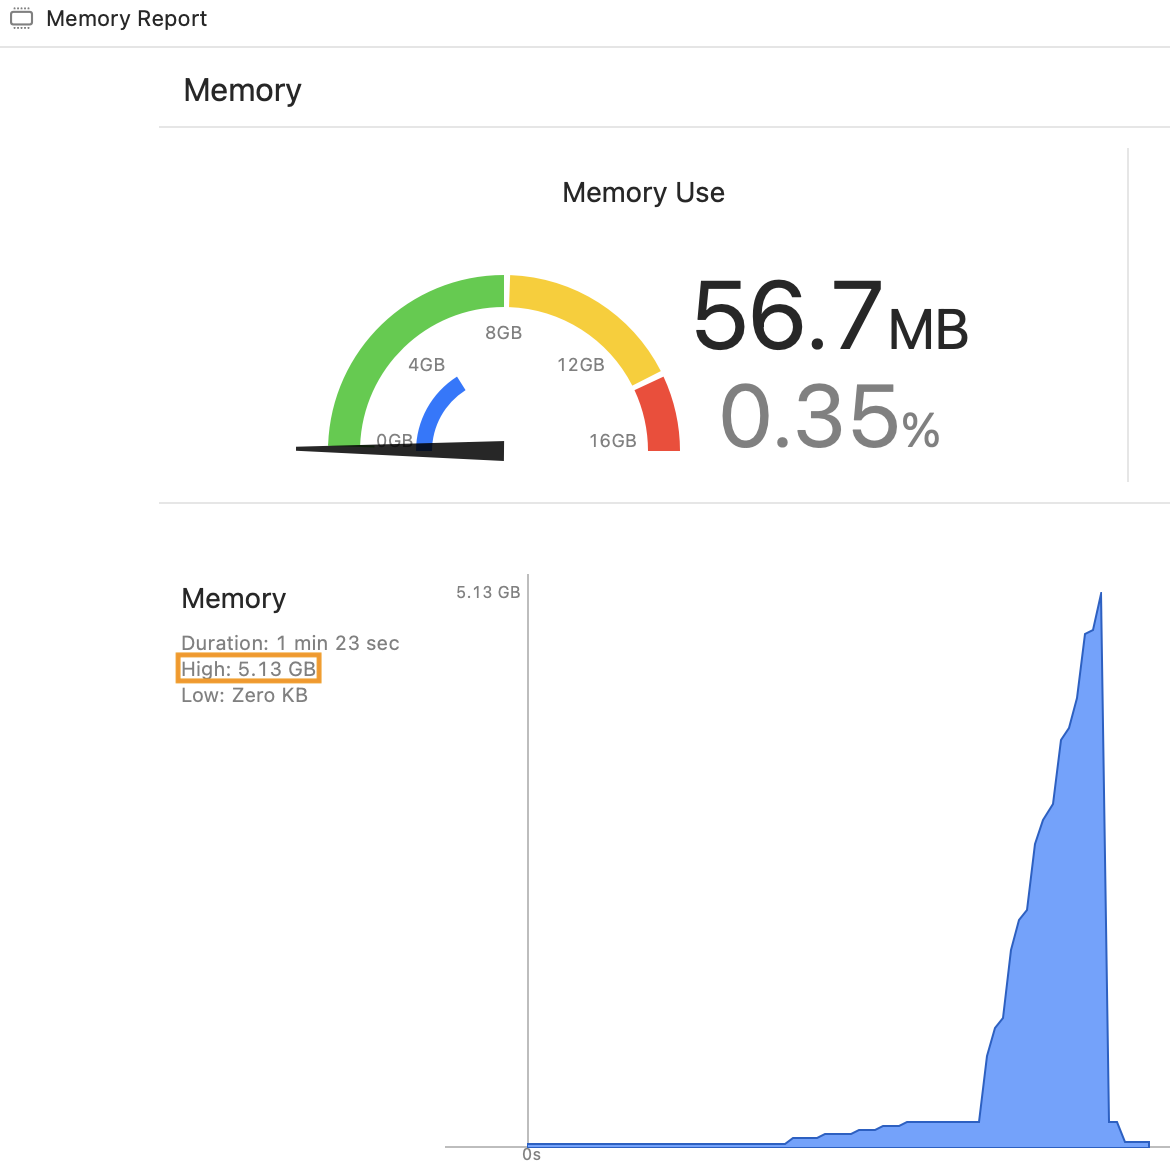 Memory Report
Memory
Memory Use
0GB
4GB
8GB
12GB
16GB
56.7MB
0.35%
Memory
Duration: 1 min 23 sec
High: 5.13 GB
Low: Zero KB
5.13 GB
0s